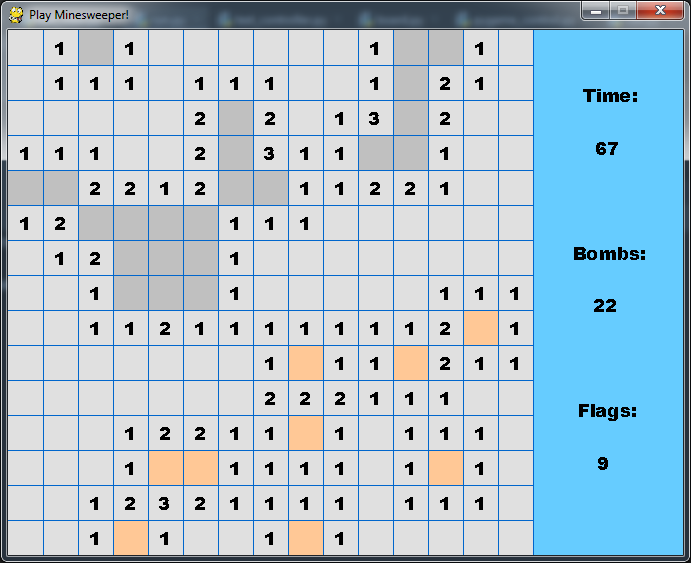 Play Minesweeper!
1 1 1 1
1 1 1 1 1 1 1 2 1
2 2 1 3 2
1 1 1 2 3 1 1 1
2 2 1 2 1 1 2 2 1
1 2 1 1 1
1 2 1
1 1 1 1 1
1 1 2 1 1 1 1 1 1 1 2 1
1 1 1 2 1 1
2 2 2 1 1 1
1 2 2 1 1 1 1 1 1
1 1 1 1 1 1 1
1 2 3 2 1 1 1 1 1 1 1
1 1 1 1
Time:
67
Bombs:
22
Flags:
9